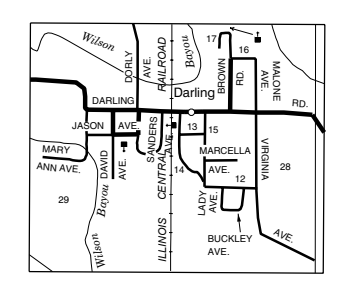 Wilson
Bayou
DORLY
AVE.
RAILROAD
17
16
BROWN
RD.
MALONE
AVE.
Darling
DARLING
RD.
JASON
AVE.
SANDERS
AVE.
13
15
MARY
ANN AVE.
DAVID
AVE.
CENTRAL
14
MARCELLA
AVE.
12
VIRGINIA
AVE.
28
29
Wilson
Bayou
ILLINOIS
LADY
AVE.
BUCKLEY
AVE.